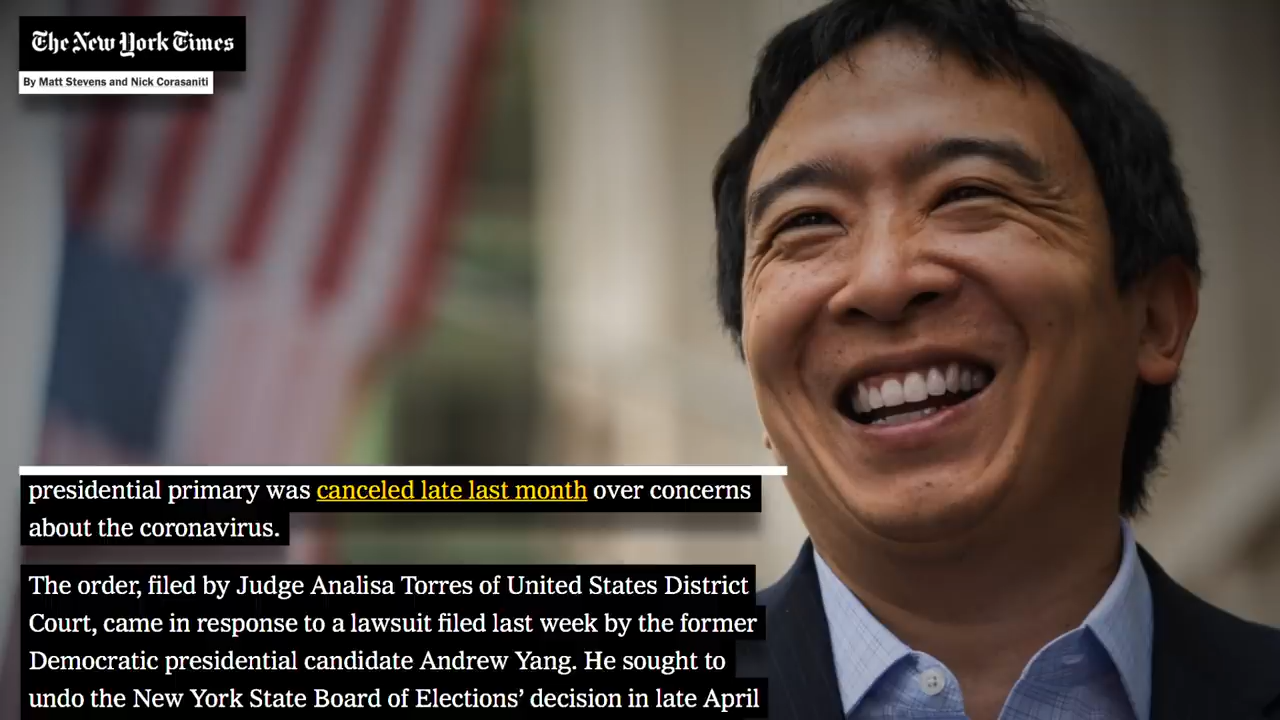 The New York Times
By Matt Stevens and Nick Corasaniti
presidential primary was canceled late last month over concerns
about the coronavirus.
The order, filed by Judge Analisa Torres of United States District
Court, came in response to a lawsuit filed last week by the former
Democratic presidential candidate Andrew Yang. He sought to
undo the New York State Board of Elections’ decision in late April